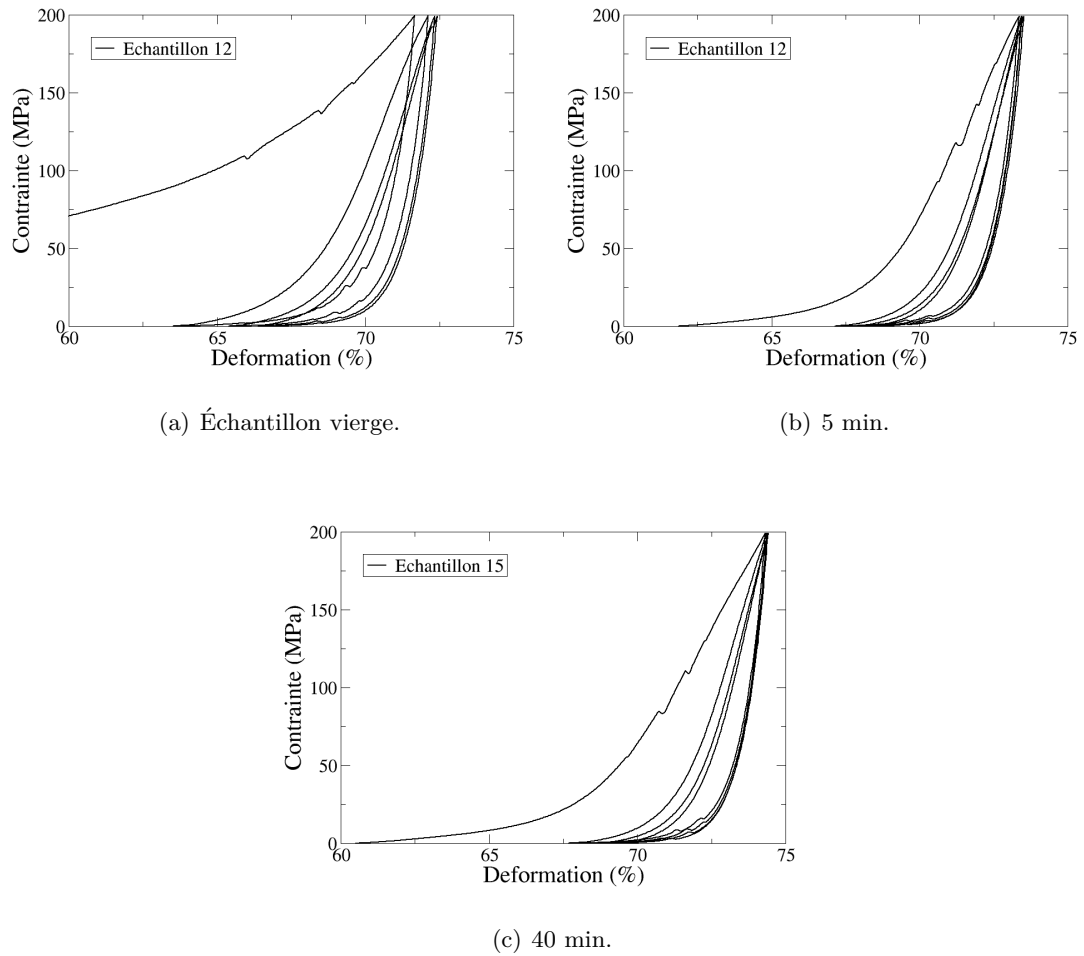 200
150
100
50
0
Contrainte (MPa)
Echantillon 12
60
65
70
75
Deformation (%)
(a) Échantillon vierge.
200
150
100
50
0
Contrainte (MPa)
Echantillon 12
60
65
70
75
Deformation (%)
(b) 5 min.
200
150
100
50
0
Contrainte (MPa)
Echantillon 15
60
65
70
75
Deformation (%)
(c) 40 min.